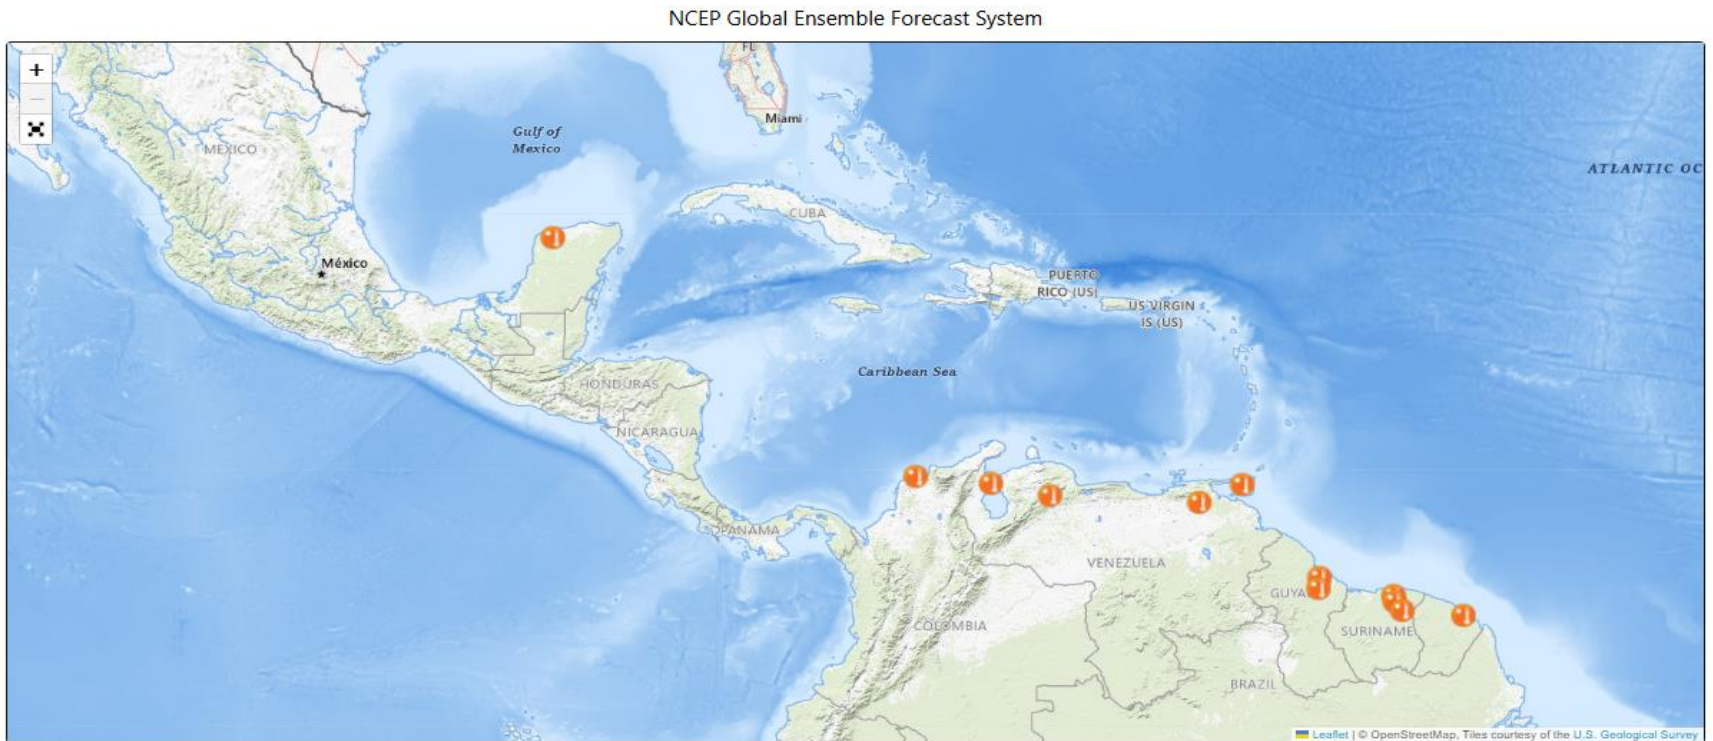 NCEP Global Ensemble Forecast System
+
−
FL
Miami
Gulf of
Mexico
MEXICO
ATLANTIC OC
CUBA
México
PUERTO
RICO (US)
US VIRGIN
IS (US)
Caribbean Sea
HONDURAS
NICARAGUA
PANAMA
VENEZUELA
GUYA
COLOMBIA
SURINAME
BRAZIL
Leaflet | © OpenStreetMap, Tiles courtesy of the U.S. Geological Survey